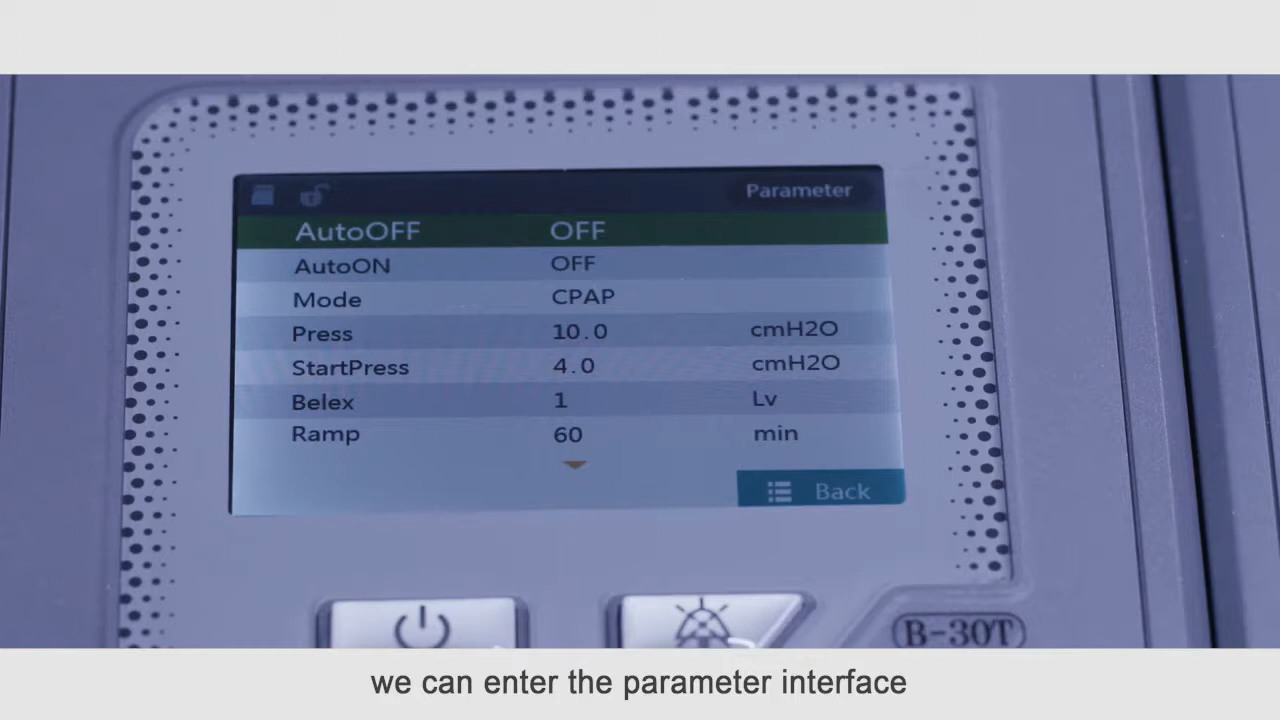 Parameter
AutoOFF OFF
AutoON OFF
Mode CPAP
Press 10.0 cmH2O
StartPress 4.0 cmH2O
Belex 1 Lv
Ramp 60 min
Back
B-30T
we can enter the parameter interface